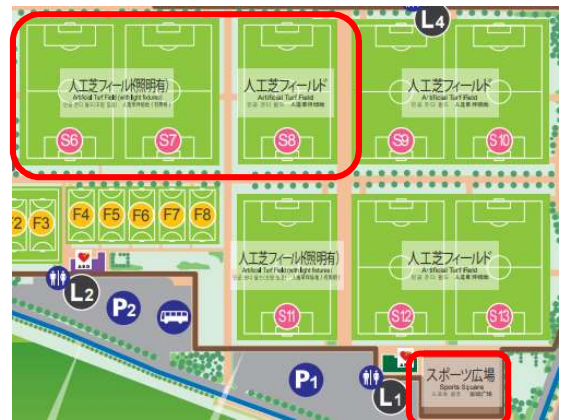 L4
人工芝フィールド(照明有)
Artificial Turf Field (with light fixtures)
人工芝フィールド
Artificial Turf Field
人工芝フィールド
Artificial Turf Field
S6
S7
S8
S9
S10
F2
F3
F4
F5
F6
F7
F8
AED
人工芝フィールド(照明有)
Artificial Turf Field (with light fixtures)
人工芝フィールド
Artificial Turf Field
S11
S12
S13
L2
P2
P1
L1
スポーツ広場
Sports Square